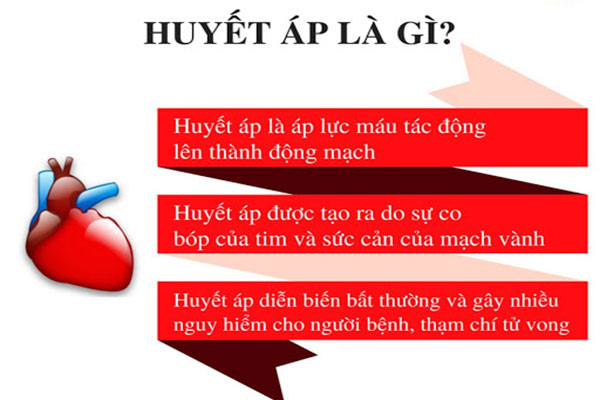 HUYẾT ÁP LÀ GÌ?
Huyết áp là áp lực máu tác động
lên thành động mạch
Huyết áp được tạo ra do sự co
bóp của tim và sức cản của mạch vành
Huyết áp diễn biến bất thường và gây nhiều
nguy hiểm cho người bệnh, thạm chí tử vong